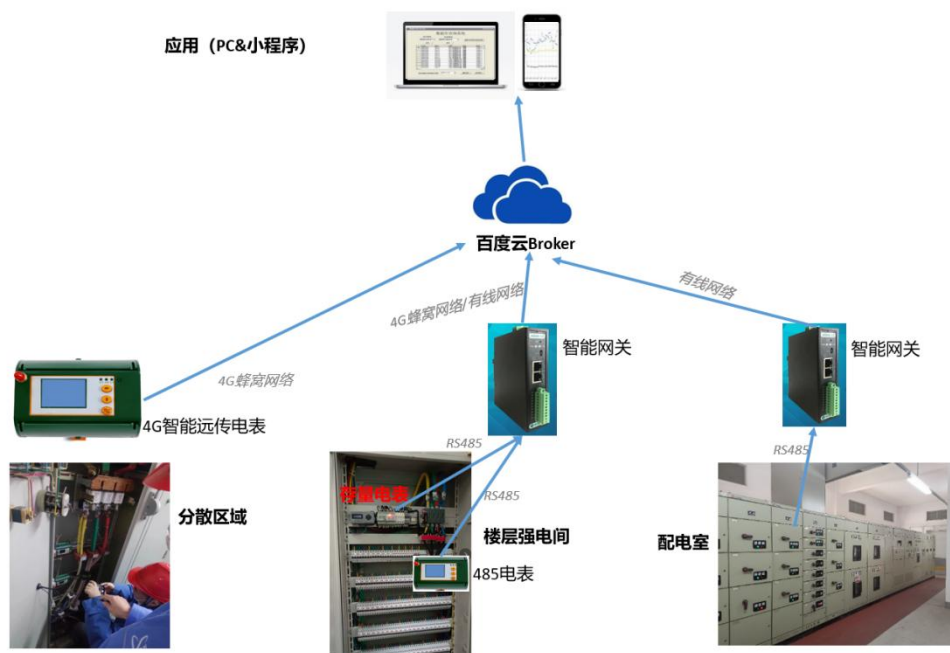 应用（PC&小程序）
百度云Broker
有线网络
4G蜂窝网络/有线网络
智能网关
智能网关
4G蜂窝网络
4G智能远传电表
RS485
RS485
RS485
存量电表
分散区域
楼层强电间
配电室
485电表